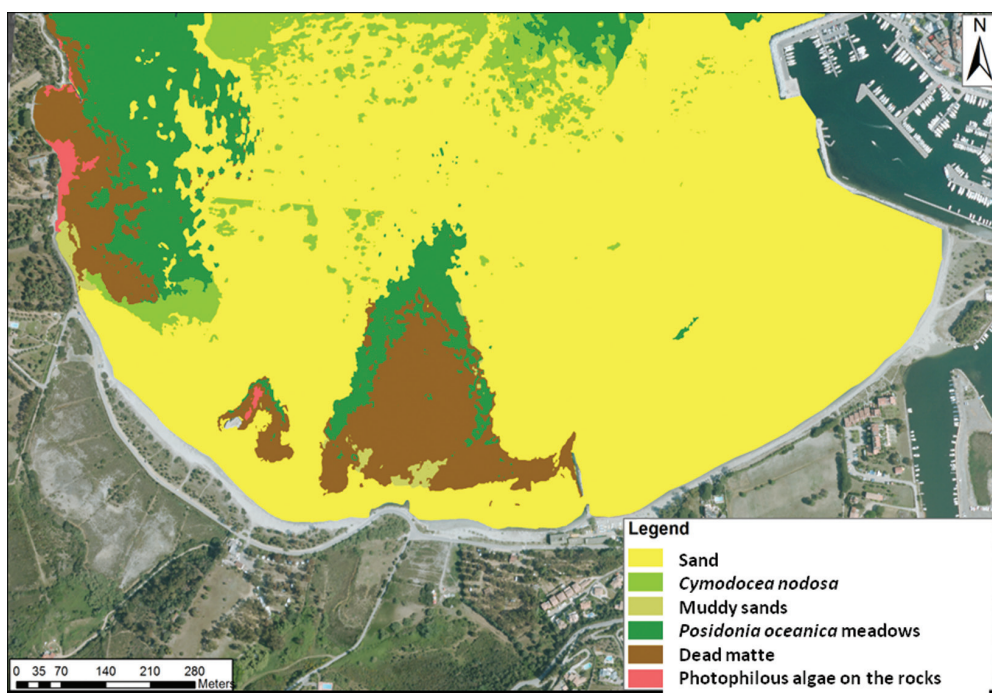 N
Legend
Sand
Cymodocea nodosa
Muddy sands
Posidonia oceanica meadows
Dead matte
Photophilous algae on the rocks
0 35 70 140 210 280
Meters